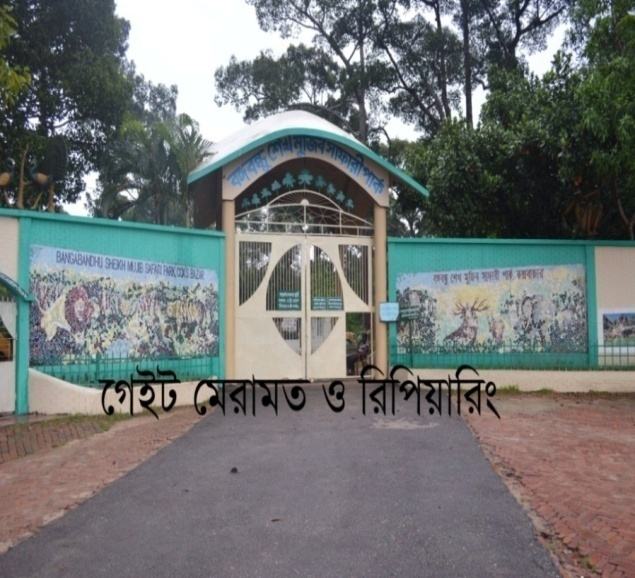 বঙ্গবন্ধু শেখ মুজিব সাফারী পার্ক
BANGABANDHU SHEIKH MUJIB SAFARI PARK, COX'S BAZAR
বঙ্গবন্ধু শেখ মুজিব সাফারী পার্ক, কক্সবাজার
গেইট মেরামত ও রিপিয়ারিং